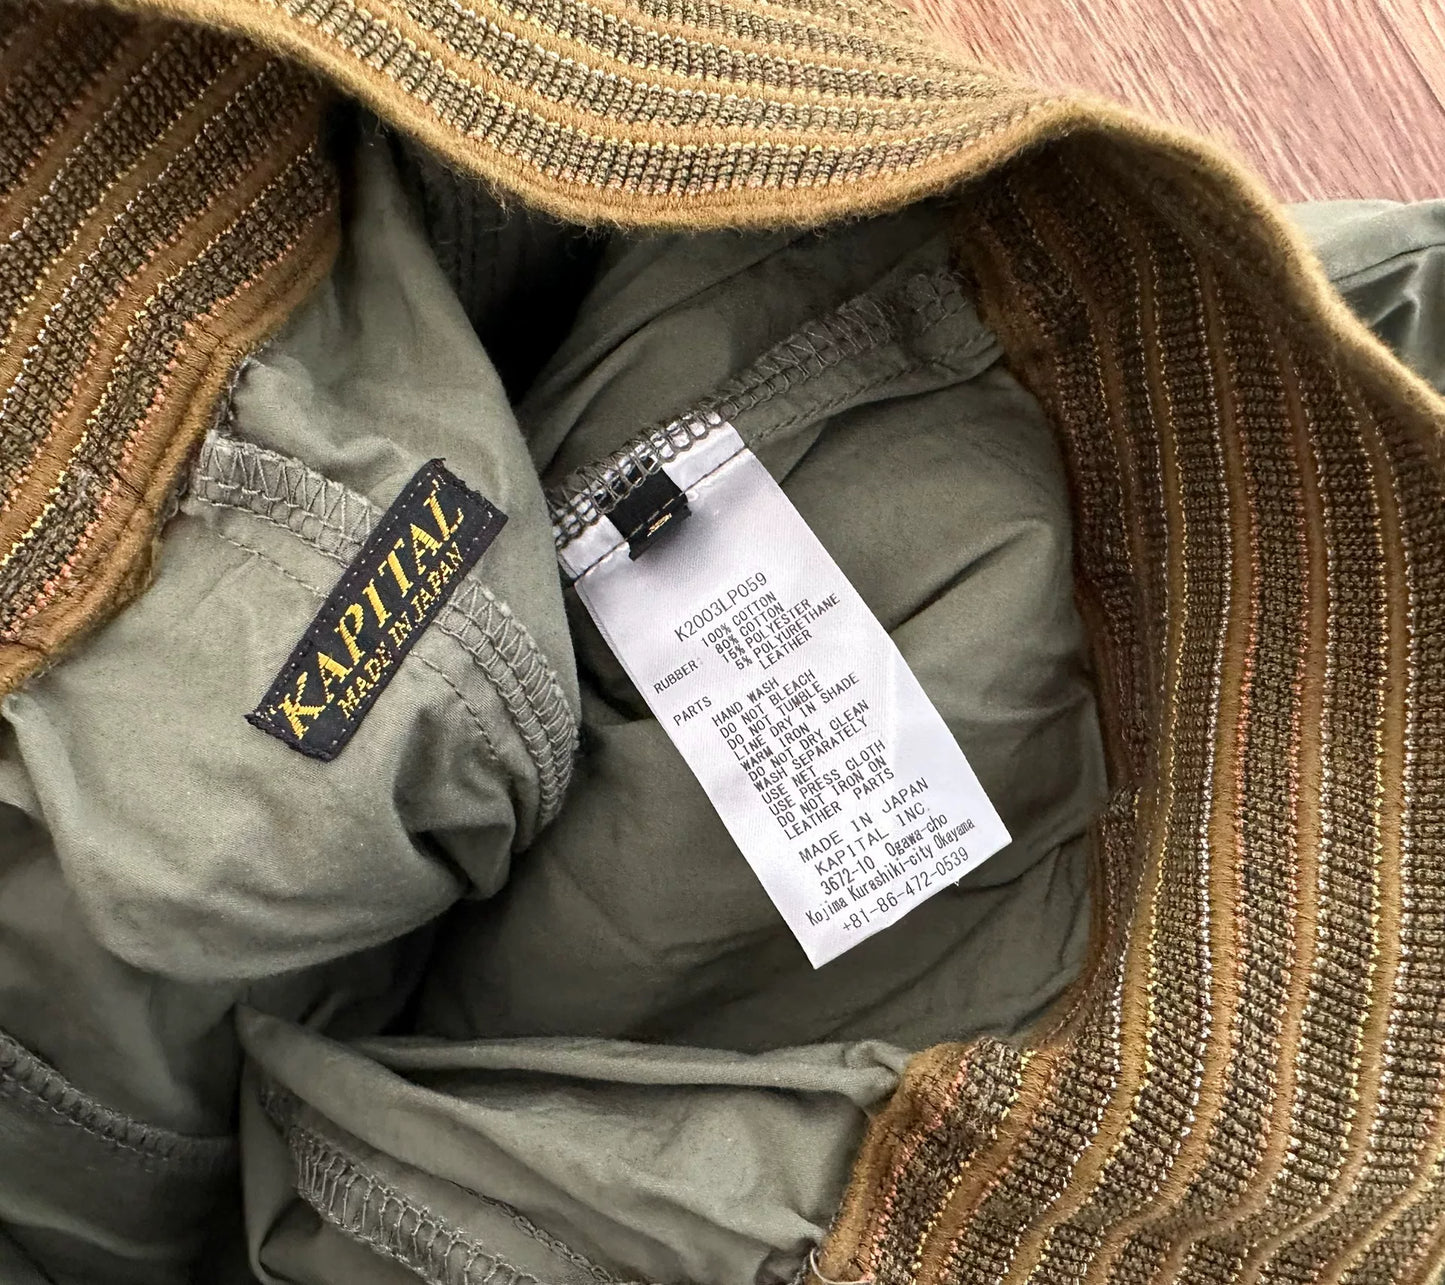 "KAPITAL"
MADE IN JAPAN
K2003LP059
100% COTTON
RUBBER: 80% COTTON
15% POLYESTER
5% POLYURETHANE
PARTS LEATHER
HAND WASH
DO NOT BLEACH
DO NOT TUMBLE
LINE DRY IN SHADE
WARM IRON
DO NOT DRY CLEAN
WASH SEPARATELY
USE NET
USE PRESS CLOTH
DO NOT IRON ON
LEATHER PARTS
MADE IN JAPAN
KAPITAL INC.
3672-10 Ogawa-cho
Kojima Kurashiki-city Okayama
+81-86-472-0539